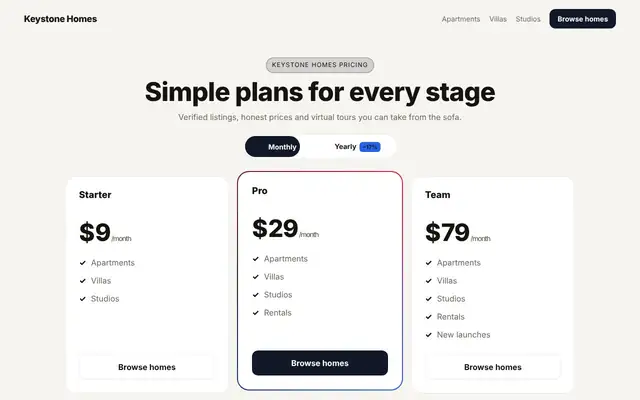 Keystone Homes
Apartments Villas Studios Browse homes
KEYSTONE HOMES PRICING
Simple plans for every stage
Verified listings, honest prices and virtual tours you can take from the sofa.
Monthly Yearly -17%
Starter
$9/month
✓ Apartments
✓ Villas
✓ Studios
Browse homes
Pro
$29/month
✓ Apartments
✓ Villas
✓ Studios
✓ Rentals
Browse homes
Team
$79/month
✓ Apartments
✓ Villas
✓ Studios
✓ Rentals
✓ New launches
Browse homes